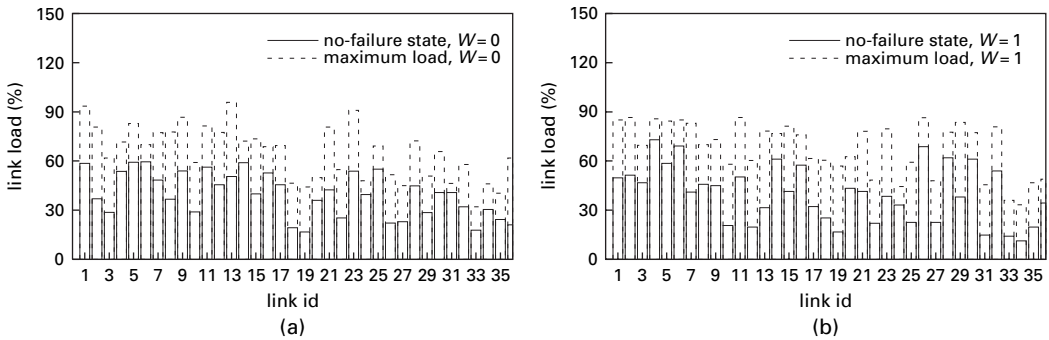 150
120
90
60
30
0
link load (%)
no-failure state, W=0
maximum load, W=0
1 3 5 7 9 11 13 15 17 19 21 23 25 27 29 31 33 35
link id
(a)
150
120
90
60
30
0
link load (%)
no-failure state, W=1
maximum load, W=1
1 3 5 7 9 11 13 15 17 19 21 23 25 27 29 31 33 35
link id
(b)